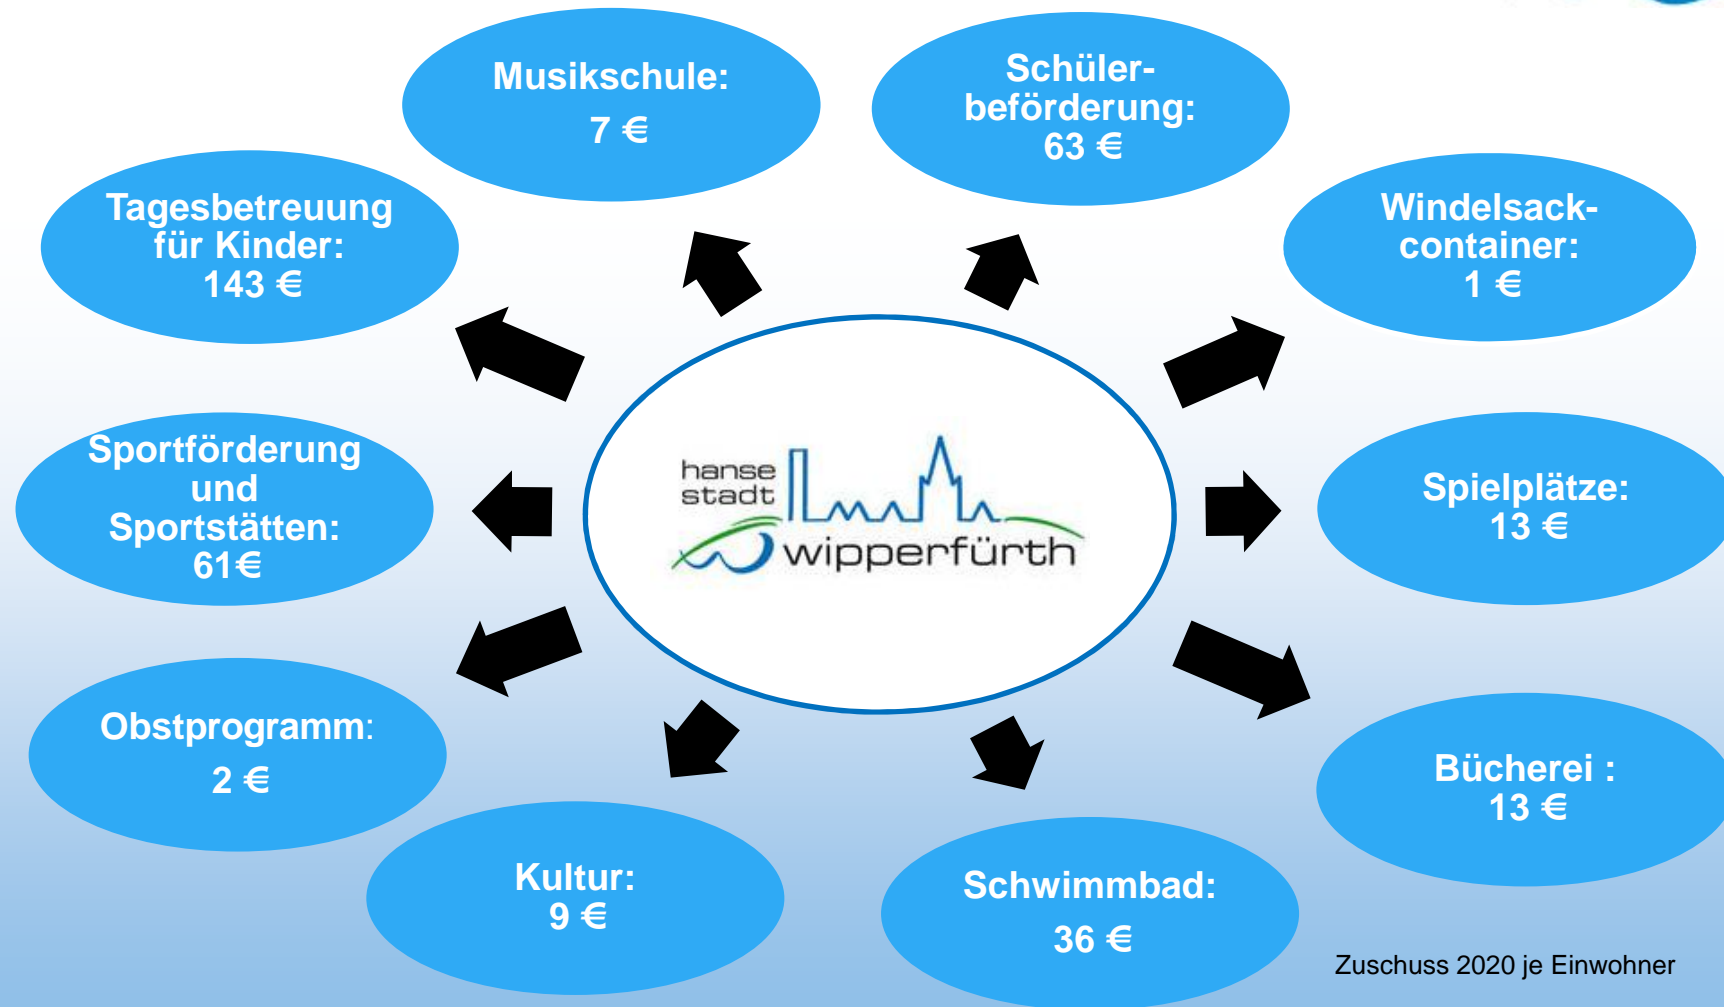 Musikschule:
7 €
Schüler-
beförderung:
63 €
Tagesbetreuung
für Kinder:
143 €
Windelsack-
container:
1 €
Sportförderung
und
Sportstätten:
61€
hanse
stadt
wipperfürth
Spielplätze:
13 €
Obstprogramm:
2 €
Bücherei :
13 €
Kultur:
9 €
Schwimmbad:
36 €
Zuschuss 2020 je Einwohner